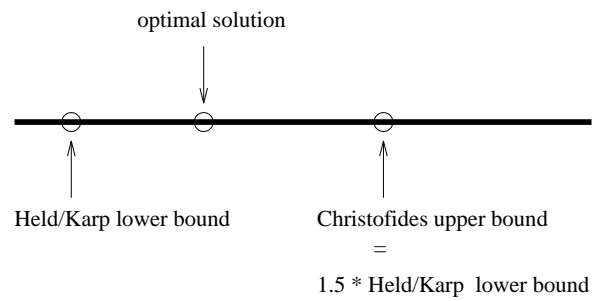 optimal solution
Held/Karp lower bound
Christofides upper bound
=
1.5 * Held/Karp lower bound